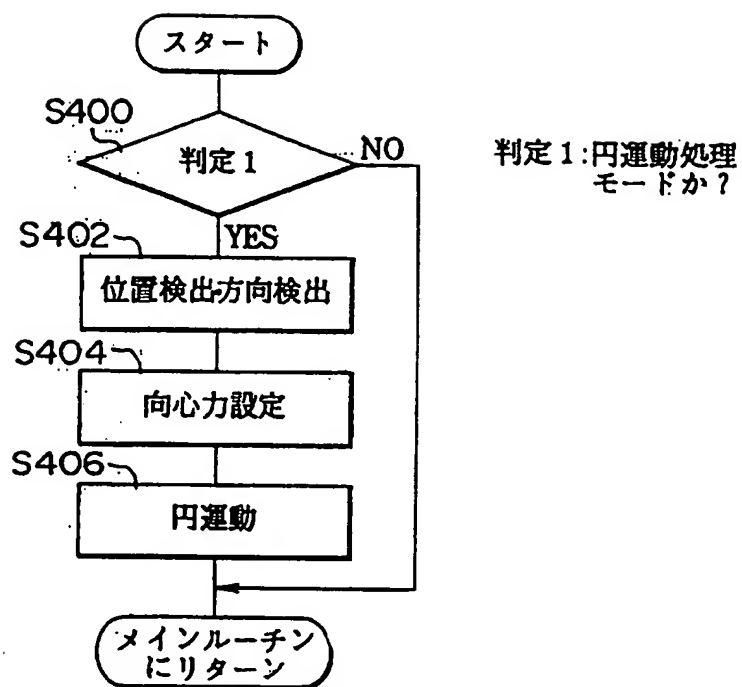 スタート
S400
判定1
NO
判定1:円運動処理
モードか?
YES
S402
位置検出・方向検出
S404
向心力設定
S406
円運動
メインルーチン
にリターン